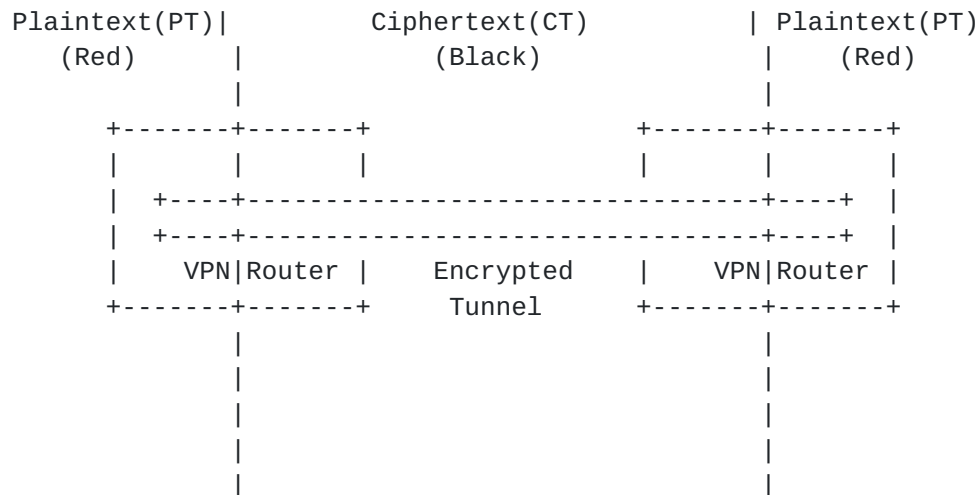 Plaintext(PT)| Ciphertext(CT) | Plaintext(PT)
(Red) | (Black) | (Red)
VPN|Router | Encrypted | VPN|Router |
Tunnel